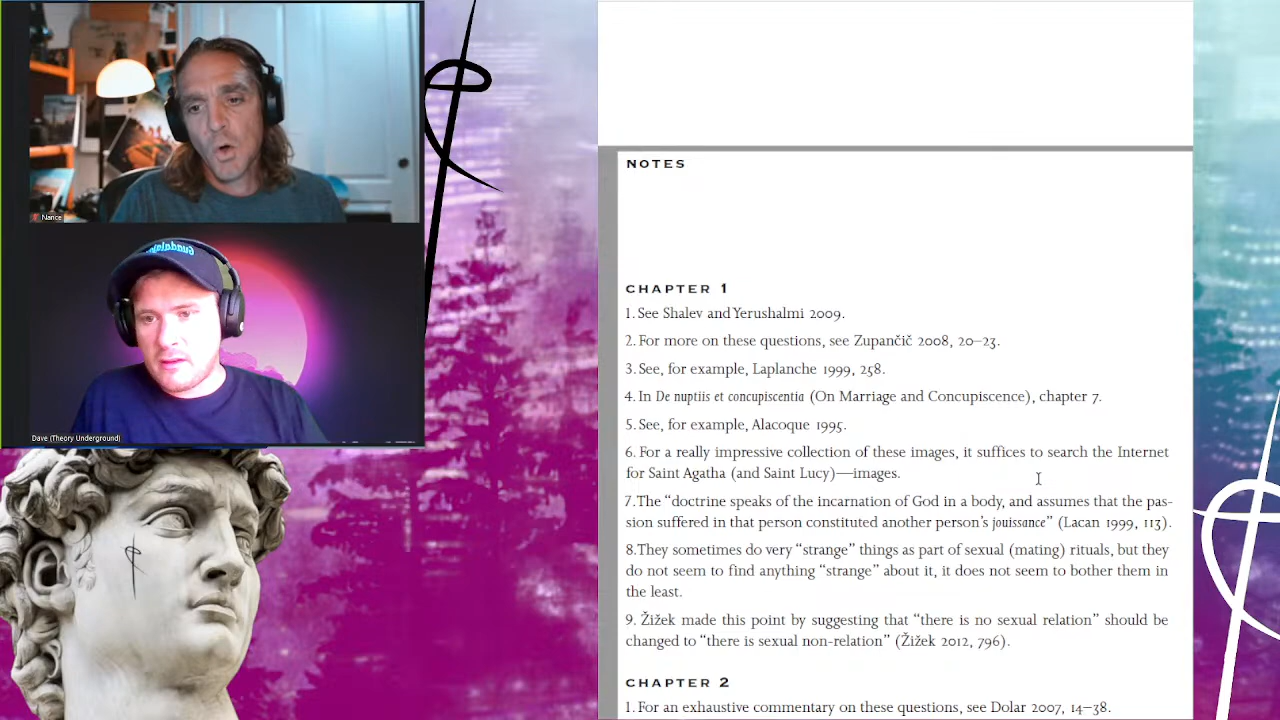 Nance
Guadalaj
Dave (Theory Underground)
NOTES
CHAPTER 1
1. See Shalev and Yerushalmi 2009.
2. For more on these questions, see Zupančič 2008, 20–23.
3. See, for example, Laplanche 1999, 258.
4. In De nuptiis et concupiscentia (On Marriage and Concupiscence), chapter 7.
5. See, for example, Alacoque 1995.
6. For a really impressive collection of these images, it suffices to search the Internet
for Saint Agatha (and Saint Lucy)—images.
7. The “doctrine speaks of the incarnation of God in a body, and assumes that the pas-
sion suffered in that person constituted another person’s jouissance” (Lacan 1999, 113).
8. They sometimes do very “strange” things as part of sexual (mating) rituals, but they
do not seem to find anything “strange” about it, it does not seem to bother them in
the least.
9. Žižek made this point by suggesting that “there is no sexual relation” should be
changed to “there is sexual non-relation” (Žižek 2012, 796).
CHAPTER 2
1. For an exhaustive commentary on these questions, see Dolar 2007, 14–38.